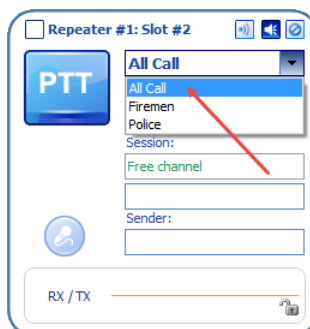 Repeater #1: Slot #2
PTT
All Call
All Call
Firemen
Police
Session:
Free channel
Sender:
RX / TX